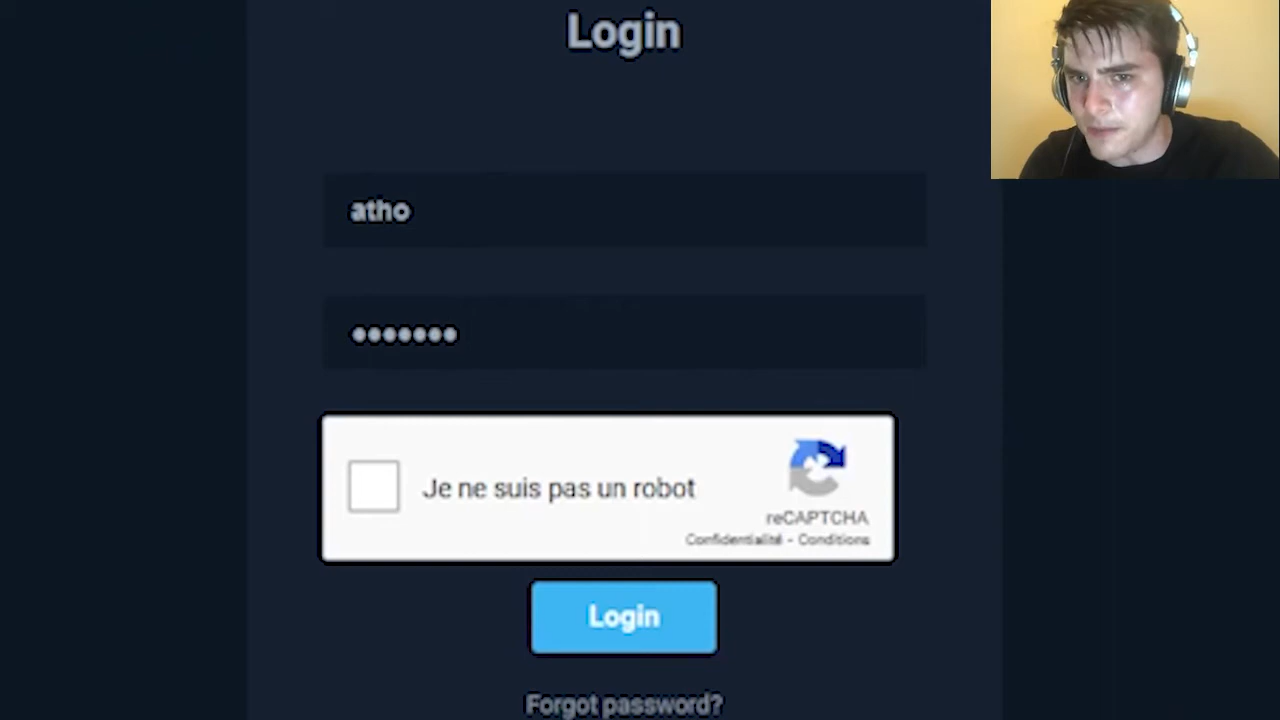 Login
atho
•••••••
Je ne suis pas un robot
reCAPTCHA
Confidentialité - Conditions
Login
Forgot password?